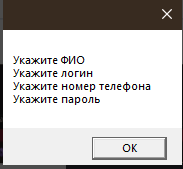 Укажите ФИО
Укажите логин
Укажите номер телефона
Укажите пароль
OK